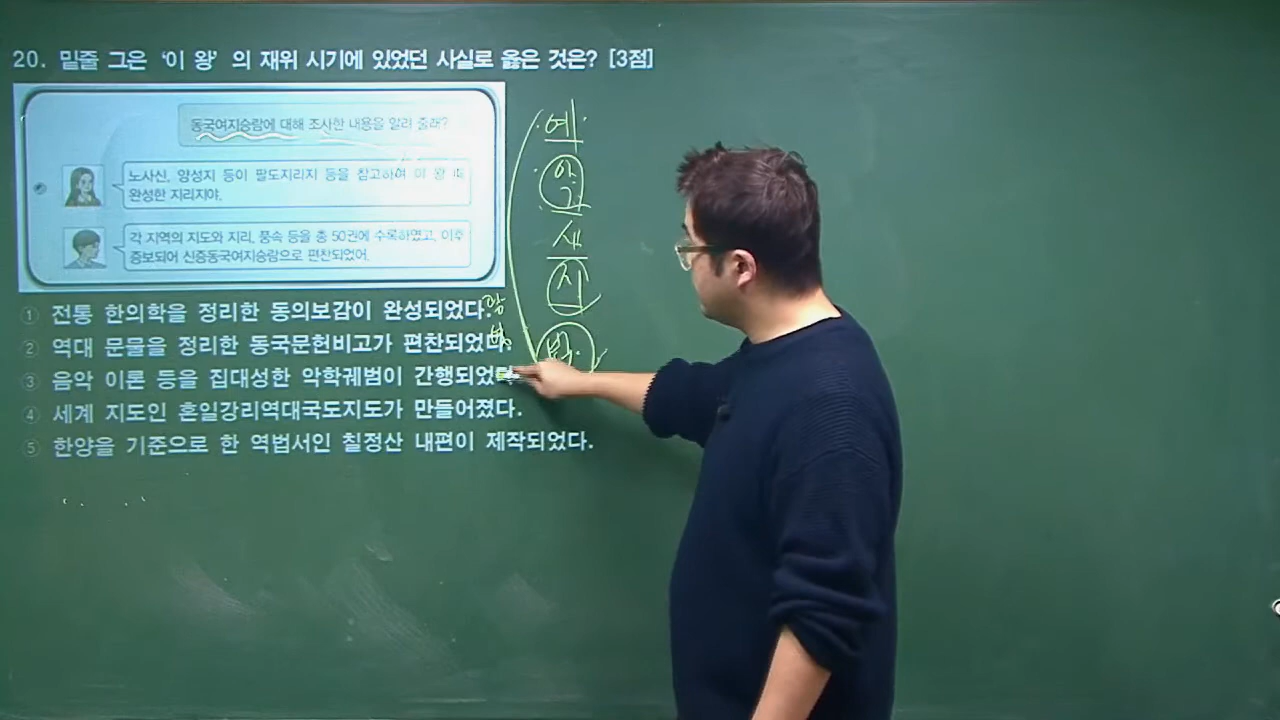 20. 밑줄 그은 '이 왕' 의 재위 시기에 있었던 사실로 옳은 것은? [3점]
동국여지승람에 대해 조사한 내용을 알려 줄래?
노사신, 양성지 등이 팔도지리지 등을 참고하여 이 왕 때
완성한 지리지야.
각 지역의 지도와 지리, 풍속 등을 총 50권에 수록하였고, 이후
증보되어 신증동국여지승람으로 편찬되었어.
① 전통 한의학을 정리한 동의보감이 완성되었다.
② 역대 문물을 정리한 동국문헌비고가 편찬되었다.
③ 음악 이론 등을 집대성한 악학궤범이 간행되었다
④ 세계 지도인 혼일강리역대국도지도가 만들어졌다.
⑤ 한양을 기준으로 한 역법서인 칠정산 내편이 제작되었다.
예
악
시
법